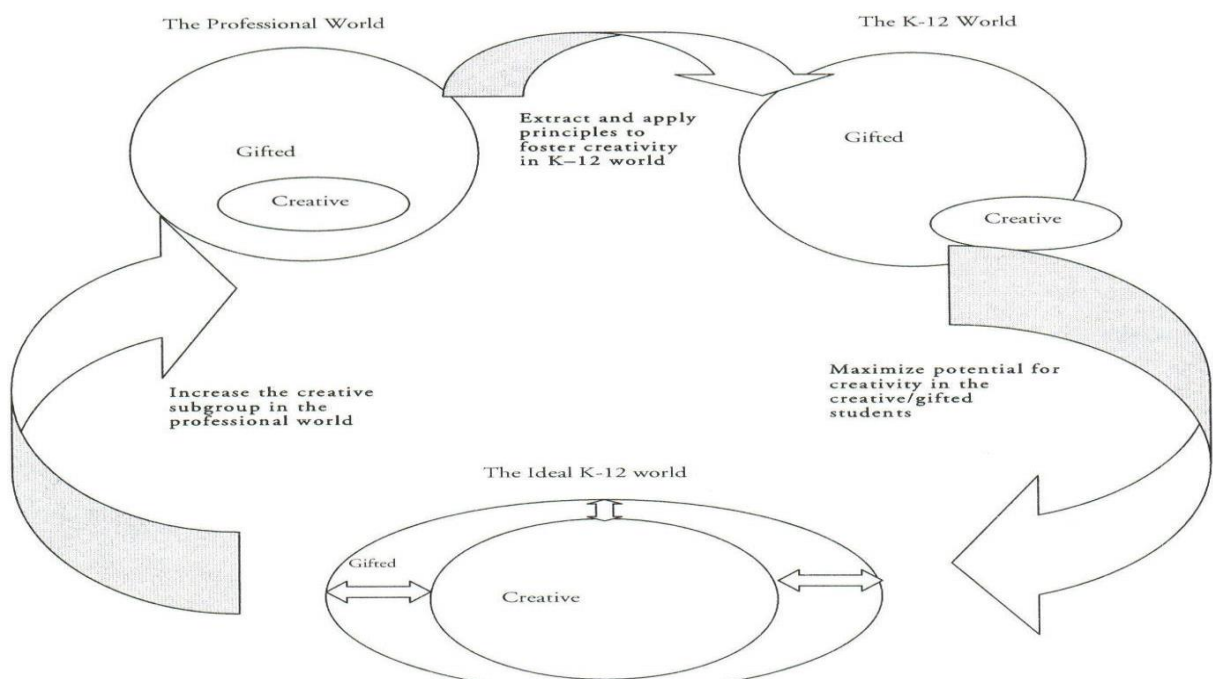 The Professional World
The K-12 World
Gifted
Creative
Extract and apply
principles to
foster creativity
in K–12 world
Gifted
Creative
Increase the creative
subgroup in the
professional world
Maximize potential for
creativity in the
creative/gifted
students
The Ideal K-12 world
Gifted
Creative